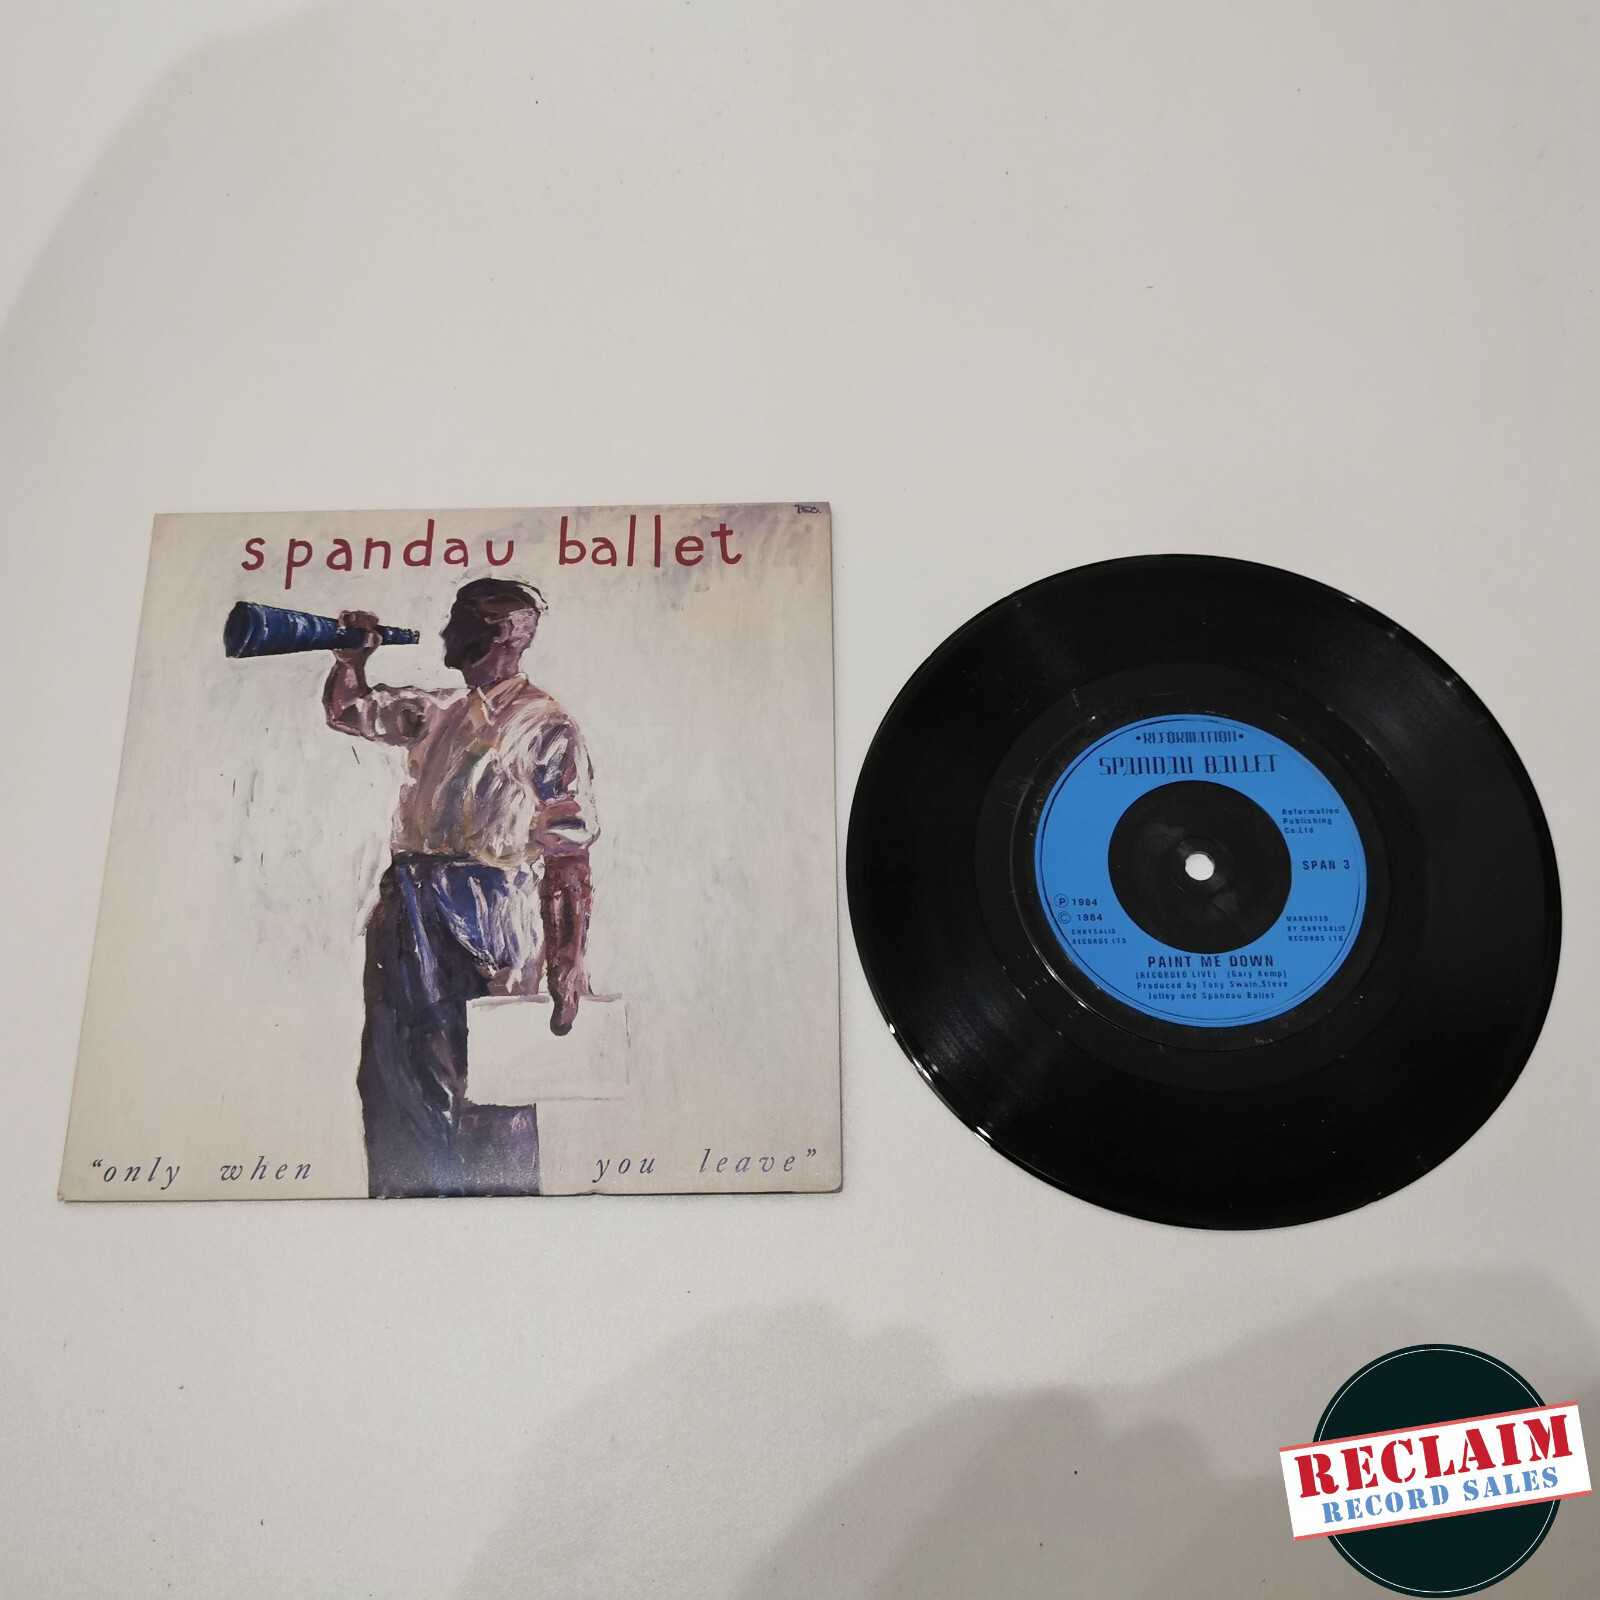 Tso.
spandau ballet
"only when you leave"
•REFORMATION•
SPANDAU BALLET
Reformation
Publishing
Co.Ltd
SPAN 3
Ⓟ 1984
© 1984
CHRYSALIS
RECORDS LTD
MARKETED
BY CHRYSALIS
RECORDS LTD
PAINT ME DOWN
(RECORDED LIVE) (Gary Kemp)
Produced by Tony Swain,Steve
Jolley and Spandau Ballet
RECLAIM
RECORD SALES